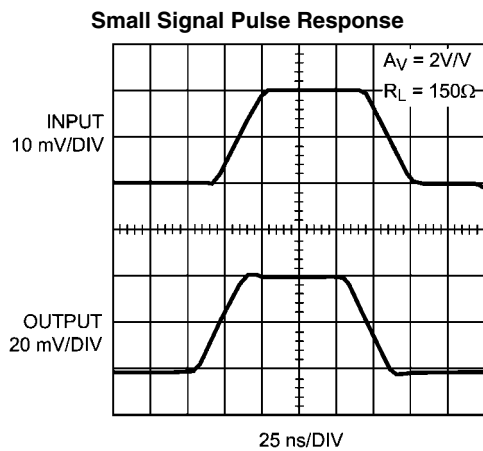 Small Signal Pulse Response
AV = 2V/V
RL = 150Ω
INPUT
10 mV/DIV
OUTPUT
20 mV/DIV
25 ns/DIV